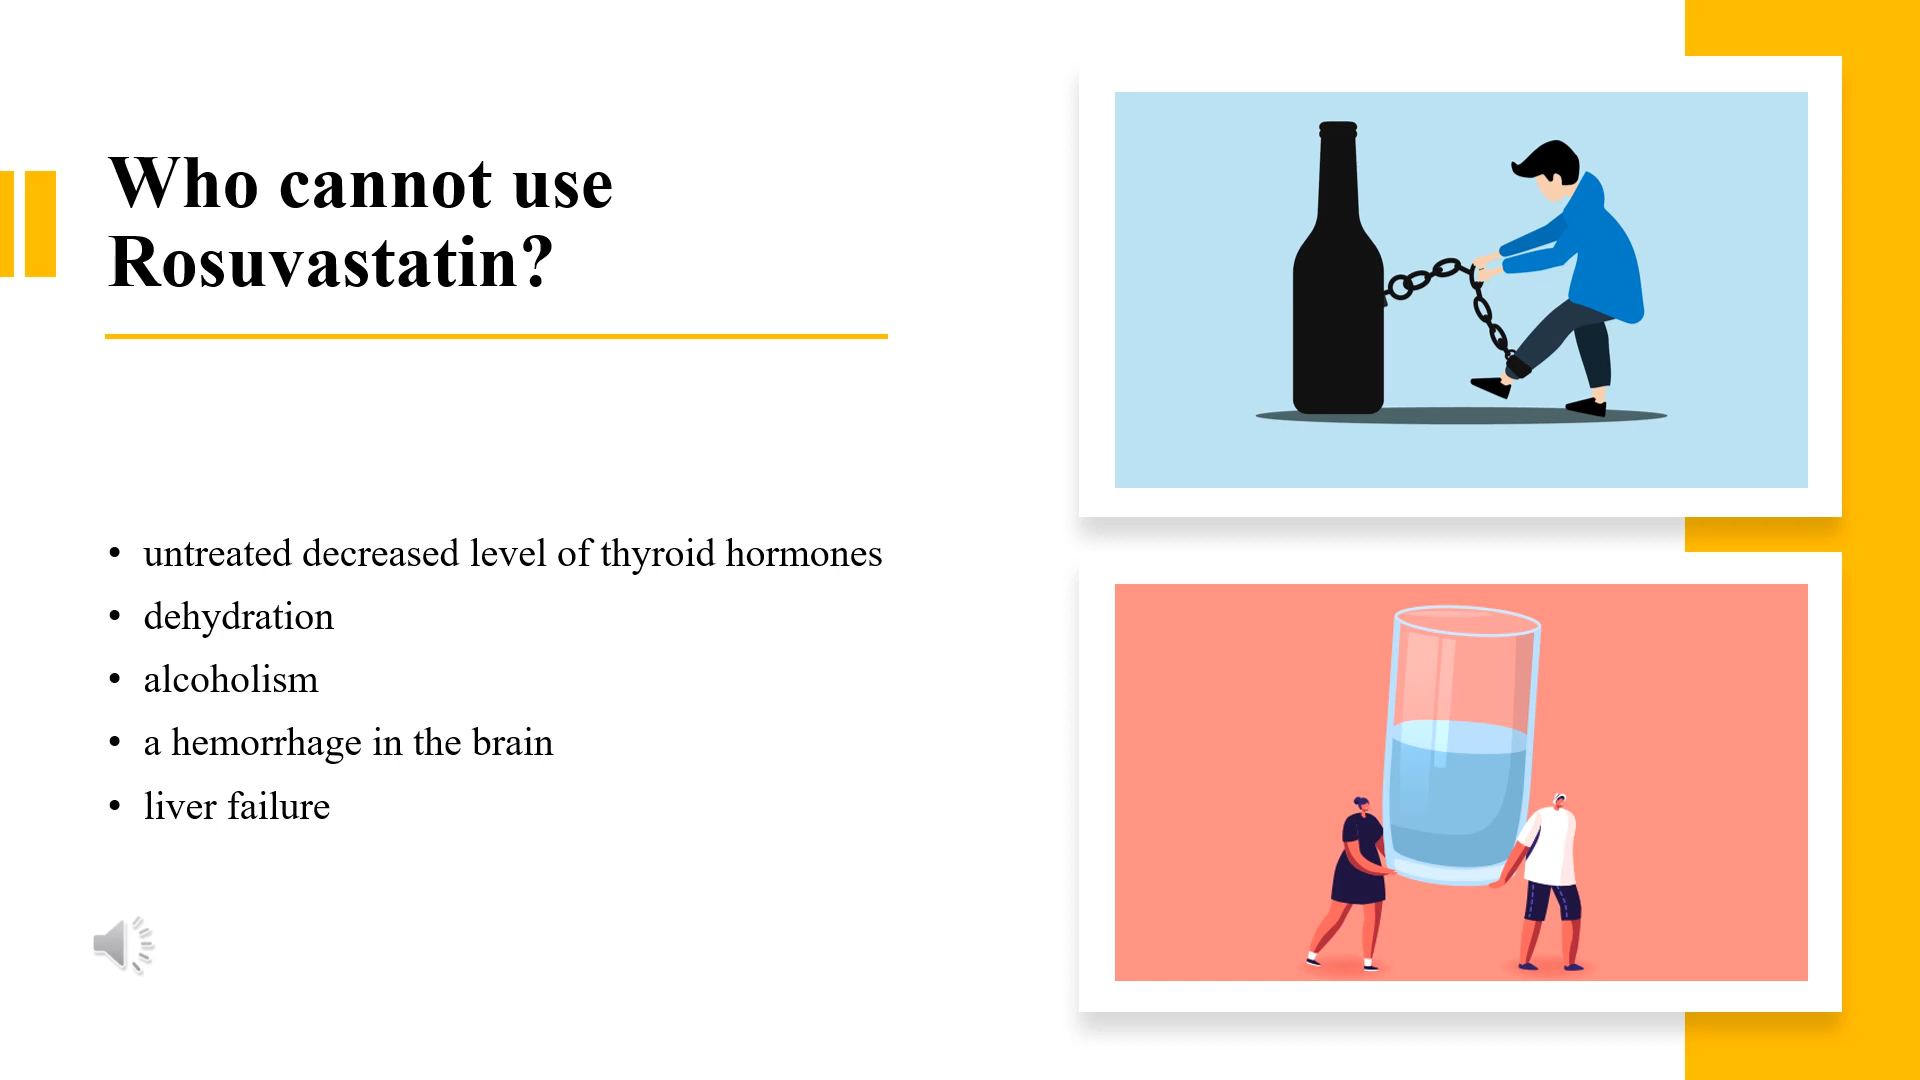 Who cannot use
Rosuvastatin?
• untreated decreased level of thyroid hormones
• dehydration
• alcoholism
• a hemorrhage in the brain
• liver failure